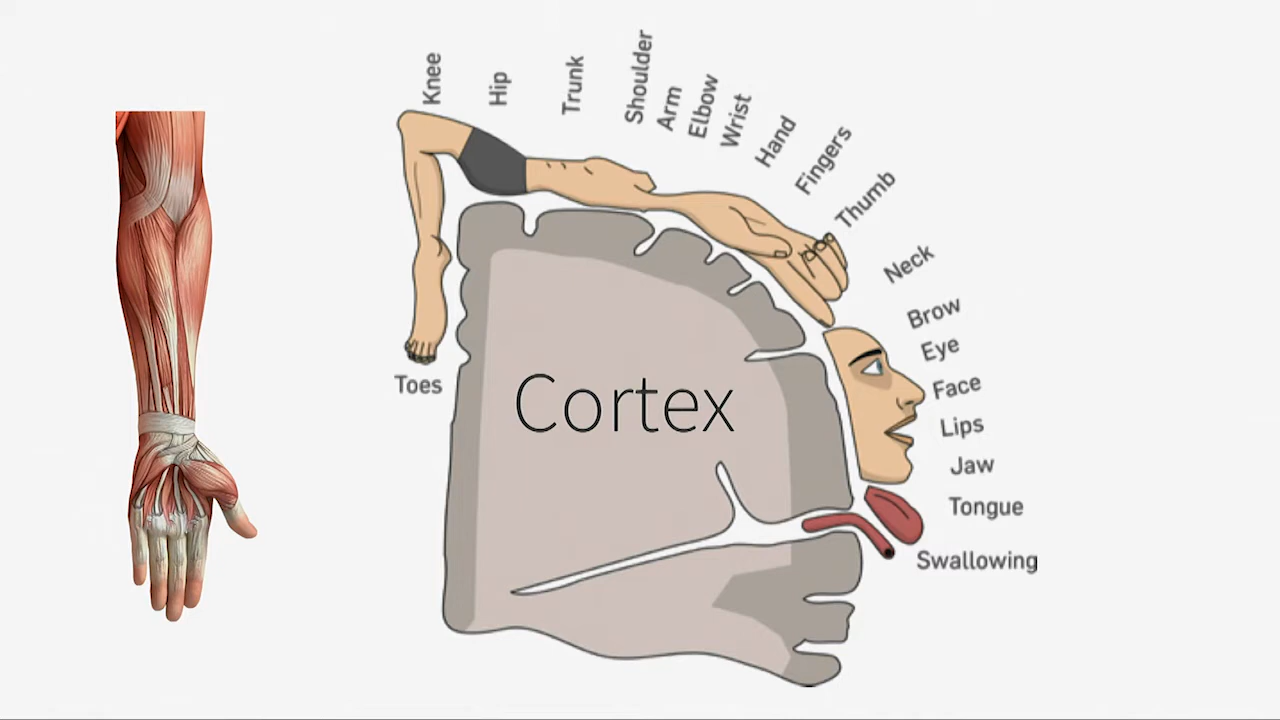 Knee
Hip
Trunk
Shoulder
Arm
Elbow
Wrist
Hand
Fingers
Thumb
Neck
Brow
Eye
Face
Lips
Jaw
Tongue
Swallowing
Toes
Cortex